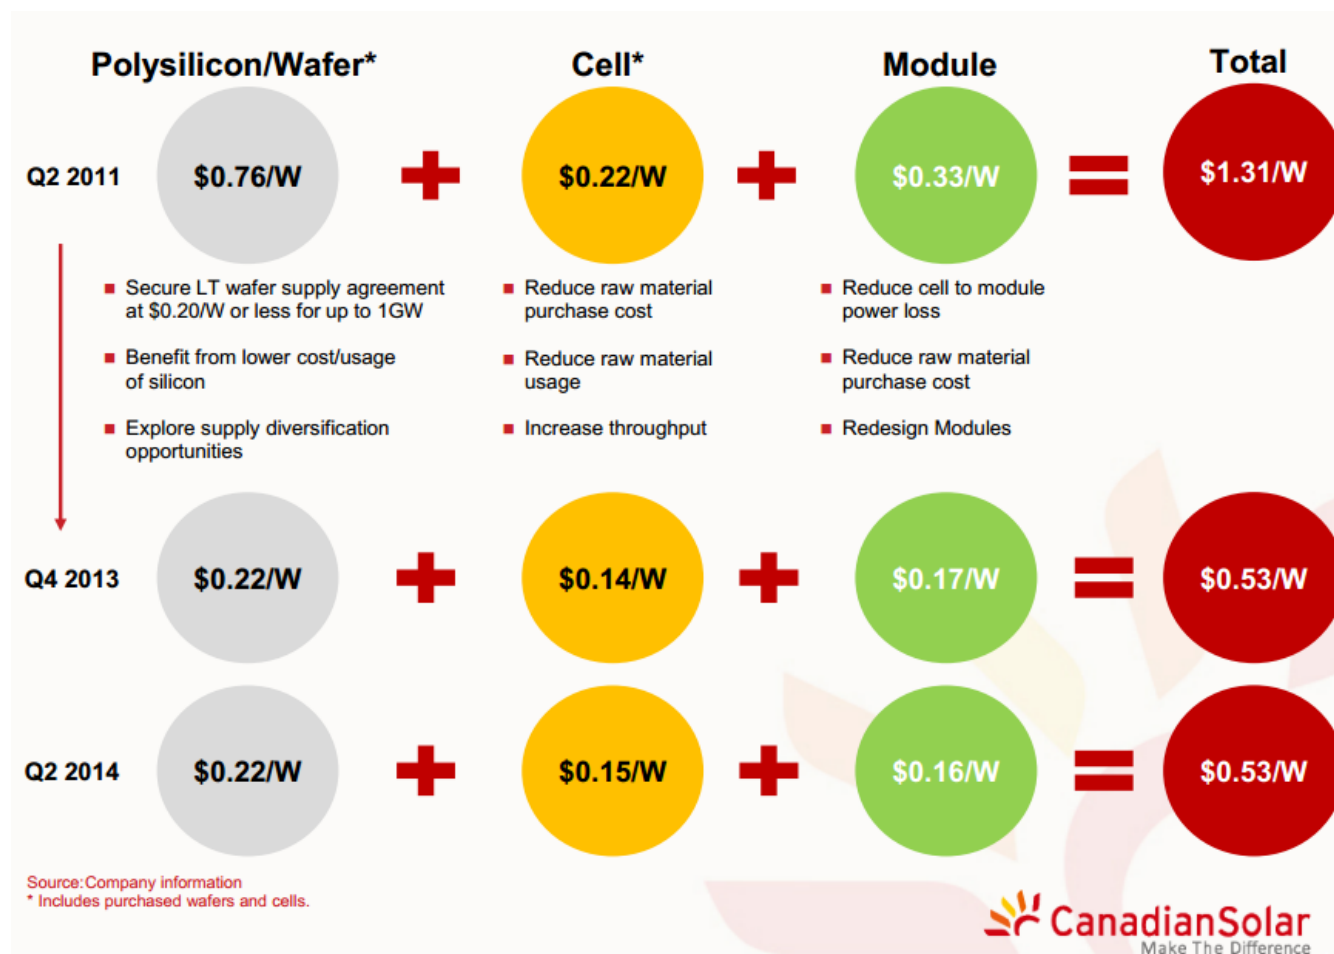 Polysilicon/Wafer*
Cell*
Module
Total
Q2 2011
$0.76/W
$0.22/W
$0.33/W
$1.31/W
■ Secure LT wafer supply agreement
at $0.20/W or less for up to 1GW
■ Benefit from lower cost/usage
of silicon
■ Explore supply diversification
opportunities
■ Reduce raw material
purchase cost
■ Reduce raw material
usage
■ Increase throughput
■ Reduce cell to module
power loss
■ Reduce raw material
purchase cost
■ Redesign Modules
Q4 2013
$0.22/W
$0.14/W
$0.17/W
$0.53/W
Q2 2014
$0.22/W
$0.15/W
$0.16/W
$0.53/W
Source:Company information
* Includes purchased wafers and cells.
CanadianSolar
Make The Difference